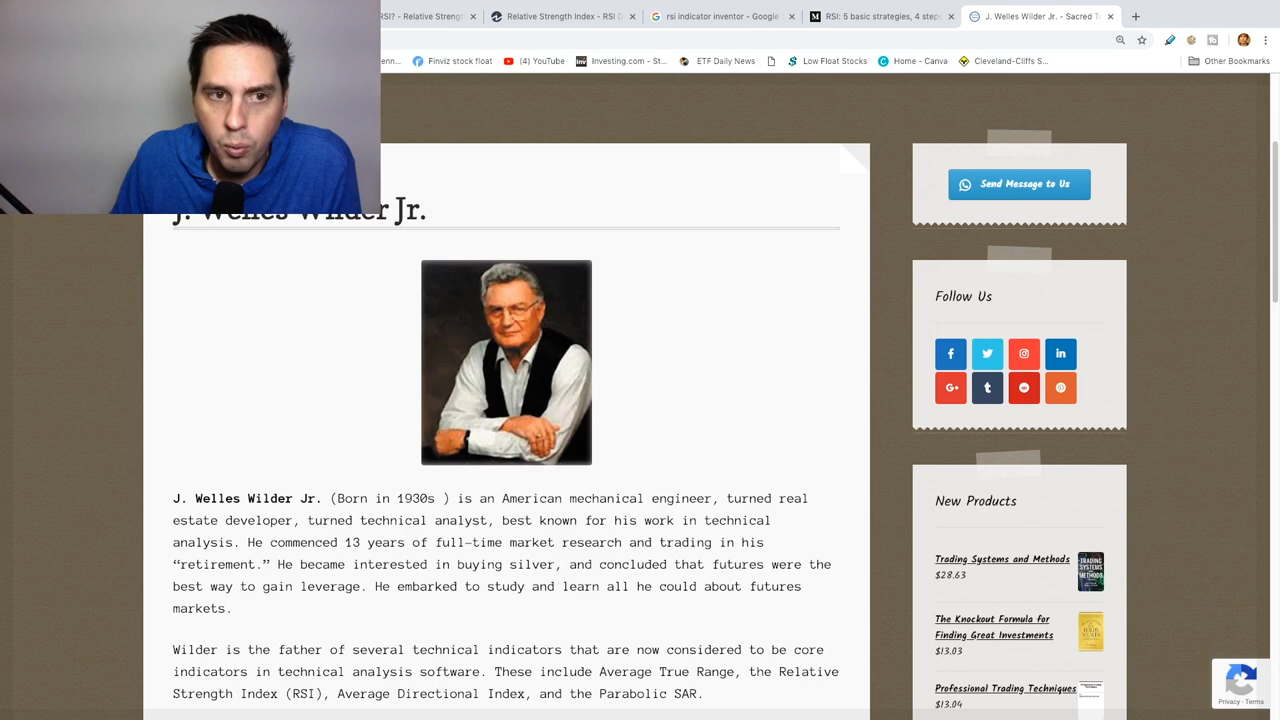 RSI? - Relative Streng
Relative Strength Index - RSI D
rsi indicator inventor - Google
RSI: 5 basic strategies, 4 steps
J. Welles Wilder Jr. - Sacred T
enn...
Finviz stock float
(4) YouTube
Investing.com - St...
ETF Daily News
Low Float Stocks
Home - Canva
Cleveland-Cliffs S...
Other Bookmarks
J. Welles Wilder Jr.
J. Welles Wilder Jr. (Born in 1930s ) is an American mechanical engineer, turned real
estate developer, turned technical analyst, best known for his work in technical
analysis. He commenced 13 years of full-time market research and trading in his
“retirement.” He became interested in buying silver, and concluded that futures were the
best way to gain leverage. He embarked to study and learn all he could about futures
markets.
Wilder is the father of several technical indicators that are now considered to be core
indicators in technical analysis software. These include Average True Range, the Relative
Strength Index (RSI), Average Directional Index, and the Parabolic SAR.
Send Message to Us
Follow Us
New Products
Trading Systems and Methods
$28.63
TRADING
SYSTEMS
METHODS
The Knockout Formula for
Finding Great Investments
$13.03
Professional Trading Techniques
$13.04
Privacy - Terms